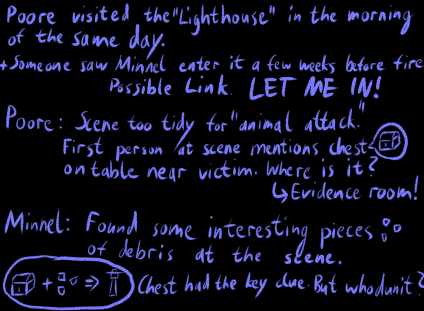 Poore visited the "Lighthouse" in the morning
of the same day.
+ Someone saw Minnel enter it a few weeks before fire
Possible Link. LET ME IN!
Poore: Scene too tidy for "animal attack."
First person at scene mentions chest
on table near victim. Where is it?
↳ Evidence room!
Minnel: Found some interesting pieces
of debris at the scene.
+ ⇒ Chest had the key clue. But whodunit?